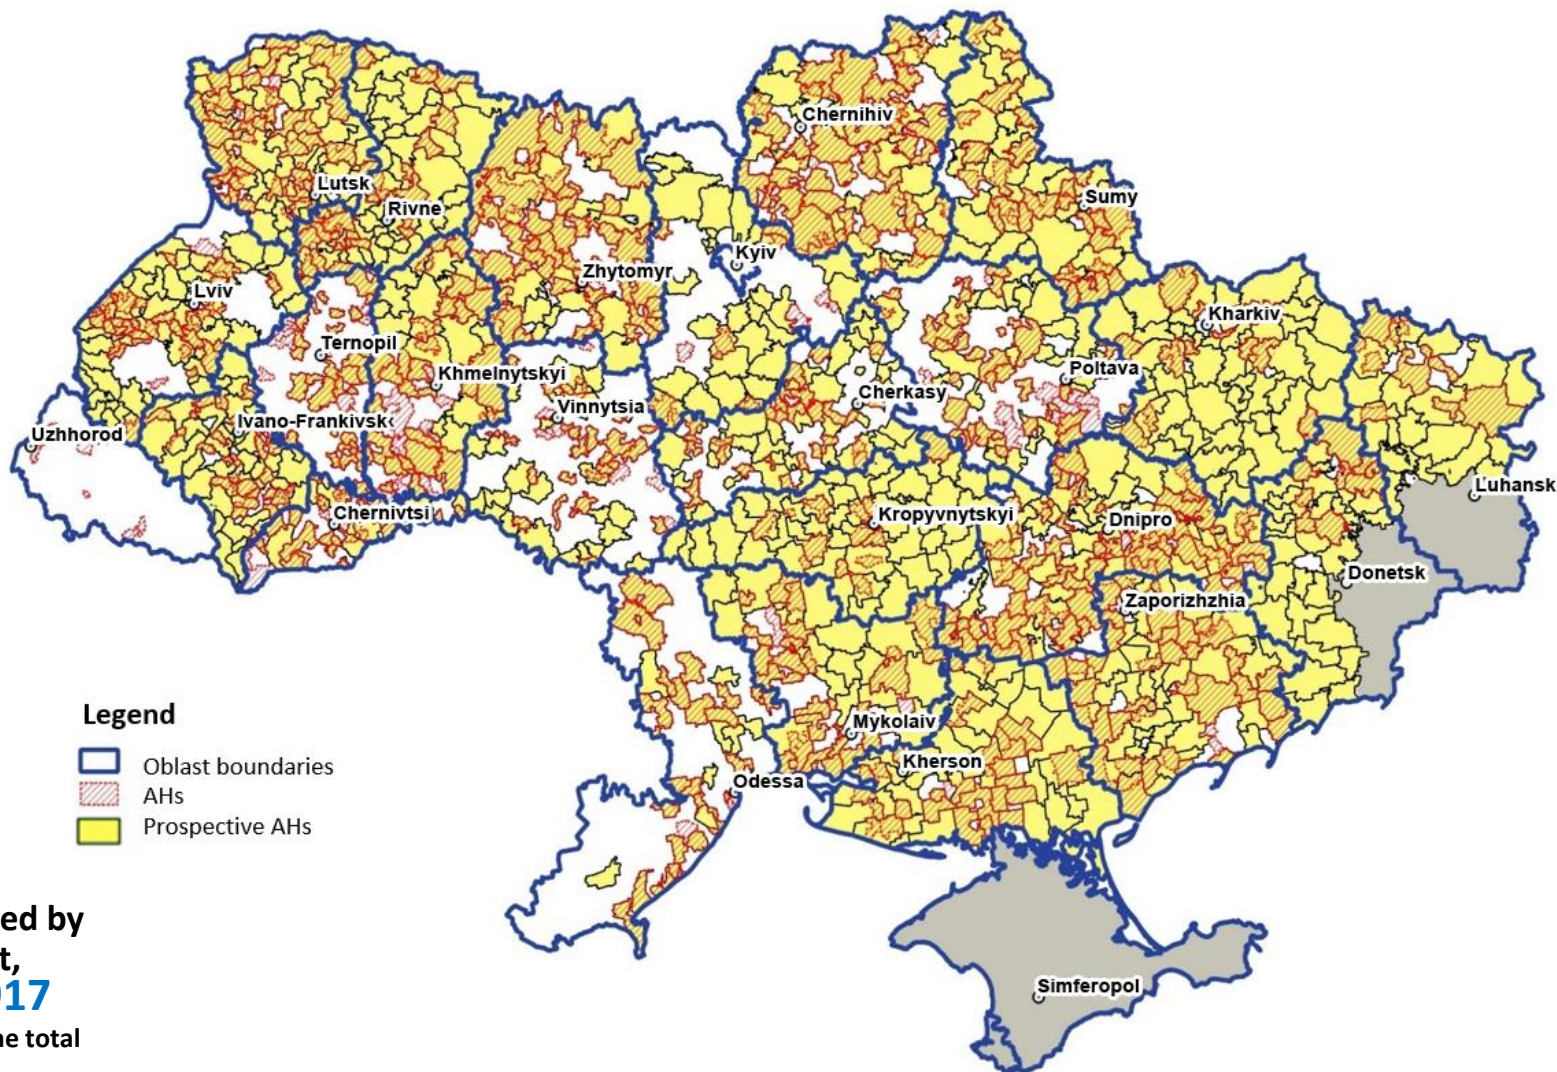 Chernihiv
Lutsk
Rivne
Sumy
Kyiv
Zhytomyr
Lviv
Kharkiv
Ternopil
Poltava
Khmelnytskyi
Cherkasy
Vinnytsia
Ivano-Frankivsk
Uzhhorod
Luhansk
Chernivtsi
Kropyvnytskyi
Dnipro
Donetsk
Zaporizhzhia
Legend
Mykolaiv
Oblast boundaries
Kherson
Odessa
AHs
Prospective AHs
ed by
t,
017
Simferopol
ne total